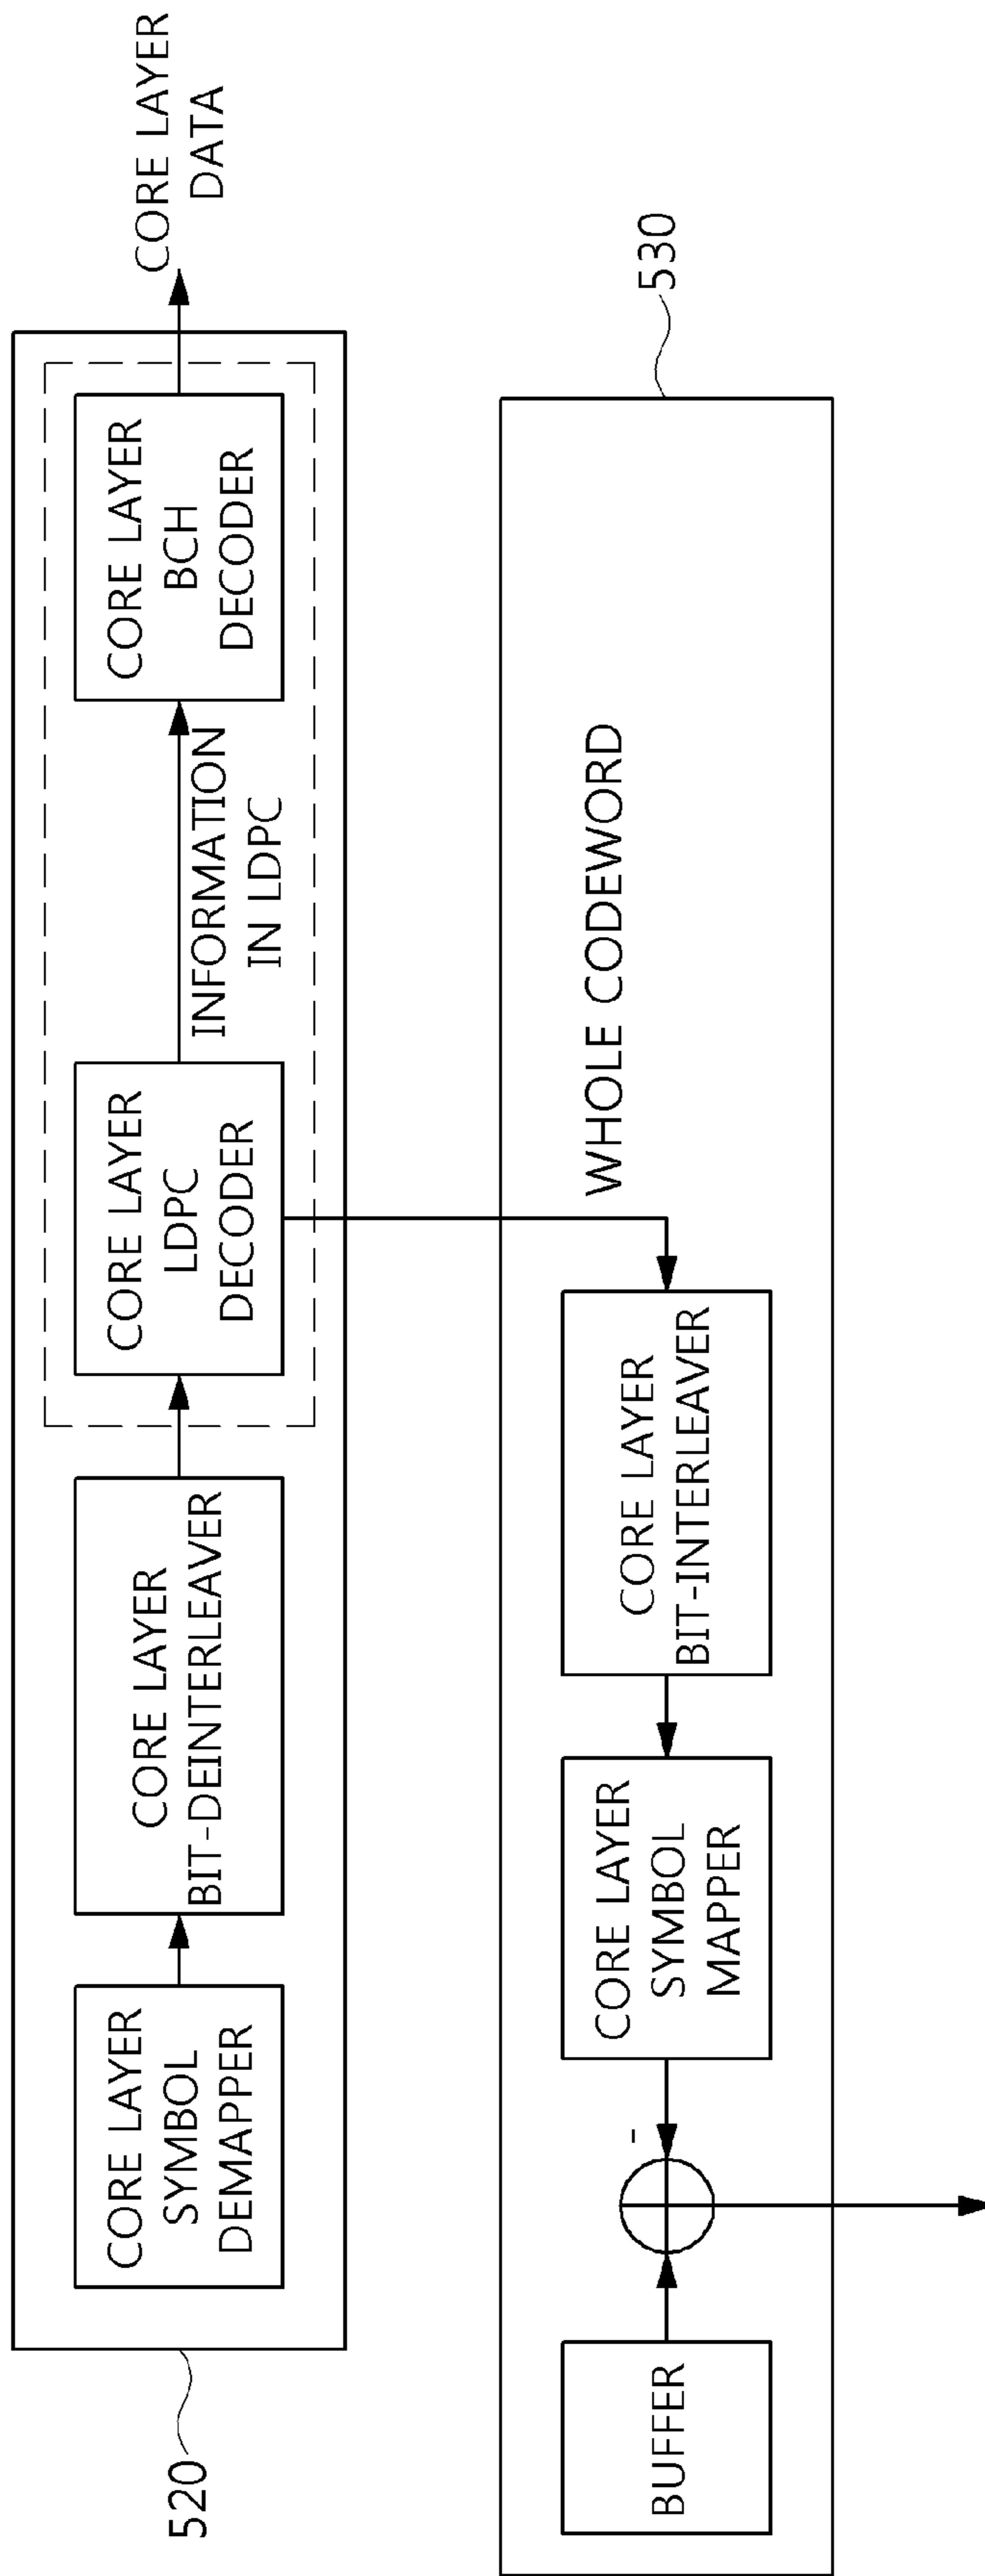 520
CORE LAYER
SYMBOL
DEMAPPER
CORE LAYER
BIT-DEINTERLEAVER
CORE LAYER
LDPC
DECODER
INFORMATION
IN LDPC
CORE LAYER
BCH
DECODER
CORE LAYER
DATA
530
BUFFER
-
CORE LAYER
SYMBOL
MAPPER
CORE LAYER
BIT-INTERLEAVER
WHOLE CODEWORD